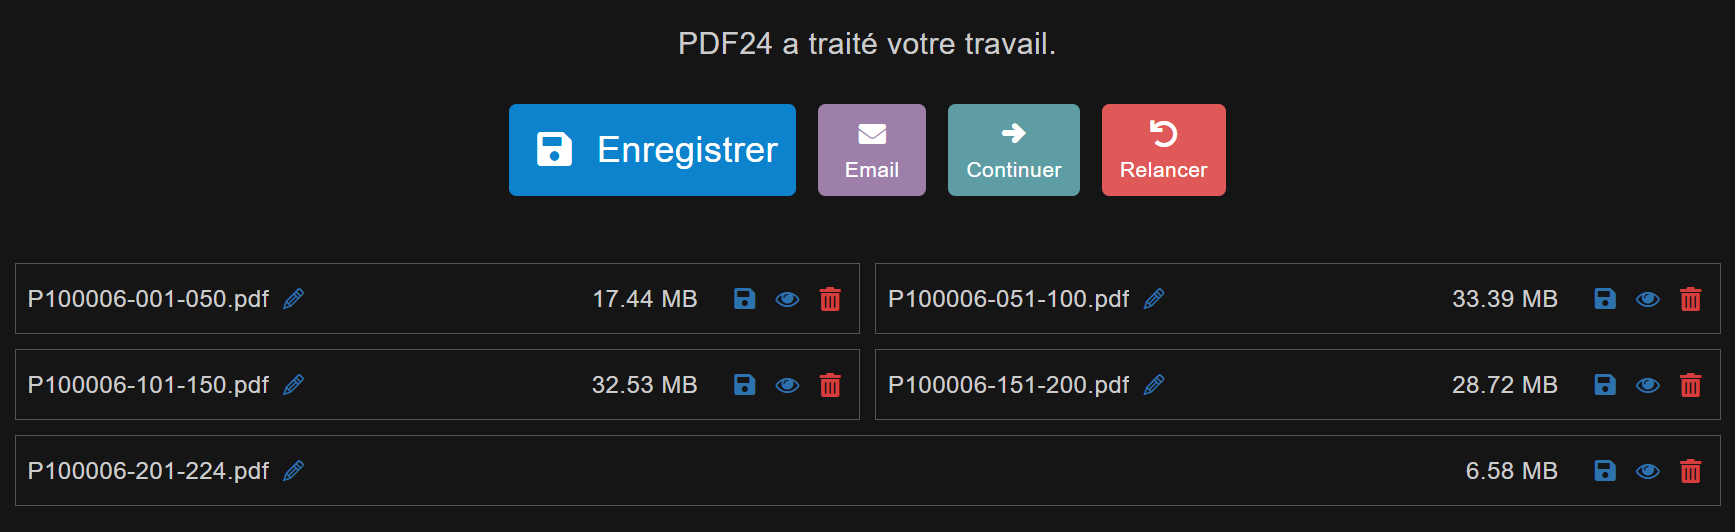 PDF24 a traité votre travail.
Enregistrer
Email
Continuer
Relancer
P100006-001-050.pdf 17.44 MB
P100006-051-100.pdf 33.39 MB
P100006-101-150.pdf 32.53 MB
P100006-151-200.pdf 28.72 MB
P100006-201-224.pdf 6.58 MB